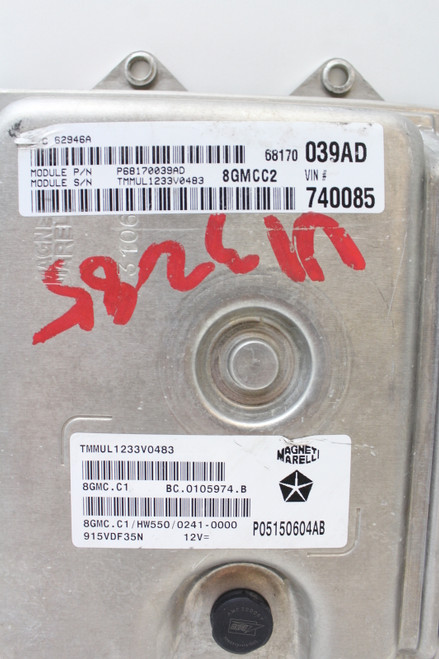 C 62946A
68170 039AD
MODULE P/N P68170039AD
MODULE S/N TMMUL1233V0483
8GMCC2 VIN #
740085
TMMUL1233V0483
MAGNETI
MARELLI
8GMC.C1 BC.0105974.B
8GMC.C1/HW550/0241-0000
P05150604AB
915VDF35N 12V=